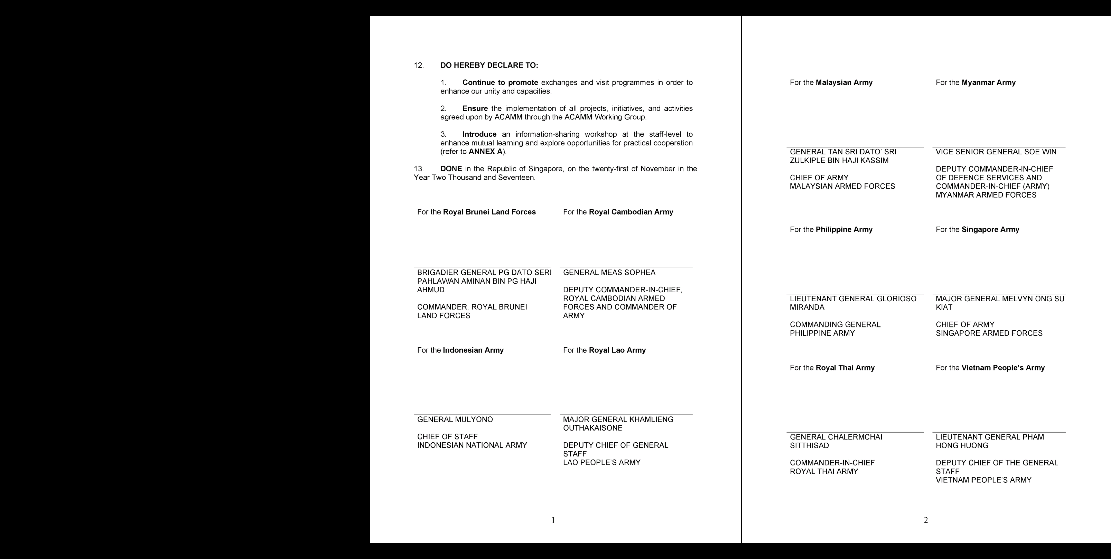 12. DO HEREBY DECLARE TO:
1. Continue to promote exchanges and visit programmes in order to
enhance our unity and capacities.
2. Ensure the implementation of all projects, initiatives, and activities
agreed upon by ACAMM through the ACAMM Working Group.
3. Introduce an information-sharing workshop at the staff-level to
enhance mutual learning and explore opportunities for practical cooperation
(refer to ANNEX A).
13. DONE in the Republic of Singapore, on the twenty-first of November in the
Year Two Thousand and Seventeen.
For the Royal Brunei Land Forces
For the Royal Cambodian Army
BRIGADIER GENERAL PG DATO SERI
PAHLAWAN AMINAN BIN PG HAJI
AHMUD
COMMANDER, ROYAL BRUNEI
LAND FORCES
GENERAL MEAS SOPHEA
DEPUTY COMMANDER-IN-CHIEF,
ROYAL CAMBODIAN ARMED
FORCES AND COMMANDER OF
ARMY
For the Indonesian Army
For the Royal Lao Army
GENERAL MULYONO
CHIEF OF STAFF
INDONESIAN NATIONAL ARMY
MAJOR GENERAL KHAMLIENG
OUTHAKAISONE
DEPUTY CHIEF OF GENERAL
STAFF
LAO PEOPLE'S ARMY
1
For the Malaysian Army
For the Myanmar Army
GENERAL TAN SRI DATO' SRI
ZULKIPLE BIN HAJI KASSIM
CHIEF OF ARMY
MALAYSIAN ARMED FORCES
VICE SENIOR GENERAL SOE WIN
DEPUTY COMMANDER-IN-CHIEF
OF DEFENCE SERVICES AND
COMMANDER-IN-CHIEF (ARMY)
MYANMAR ARMED FORCES
For the Philippine Army
For the Singapore Army
LIEUTENANT GENERAL GLORIOSO
MIRANDA
COMMANDING GENERAL
PHILIPPINE ARMY
MAJOR GENERAL MELVYN ONG SU
KIAT
CHIEF OF ARMY
SINGAPORE ARMED FORCES
For the Royal Thai Army
For the Vietnam People's Army
GENERAL CHALERMCHAI
SITTHISAD
COMMANDER-IN-CHIEF
ROYAL THAI ARMY
LIEUTENANT GENERAL PHAM
HONG HUONG
DEPUTY CHIEF OF THE GENERAL
STAFF
VIETNAM PEOPLE'S ARMY
2